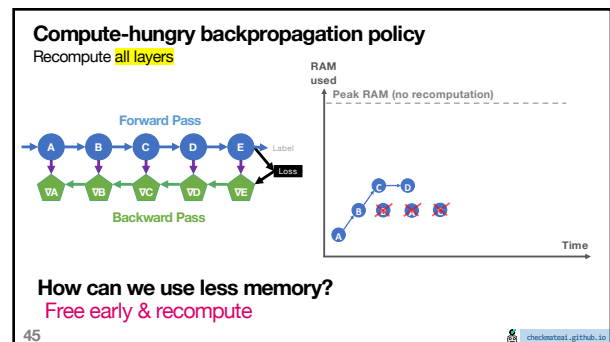 Compute-hungry backpropagation policy
Recompute all layers
RAM
used
Peak RAM (no recomputation)
Forward Pass
A B C D E
Label
Loss
∇A ∇B ∇C ∇D ∇E
Backward Pass
C D
B
A
Time
How can we use less memory?
Free early & recompute
45
checkmateai.github.io